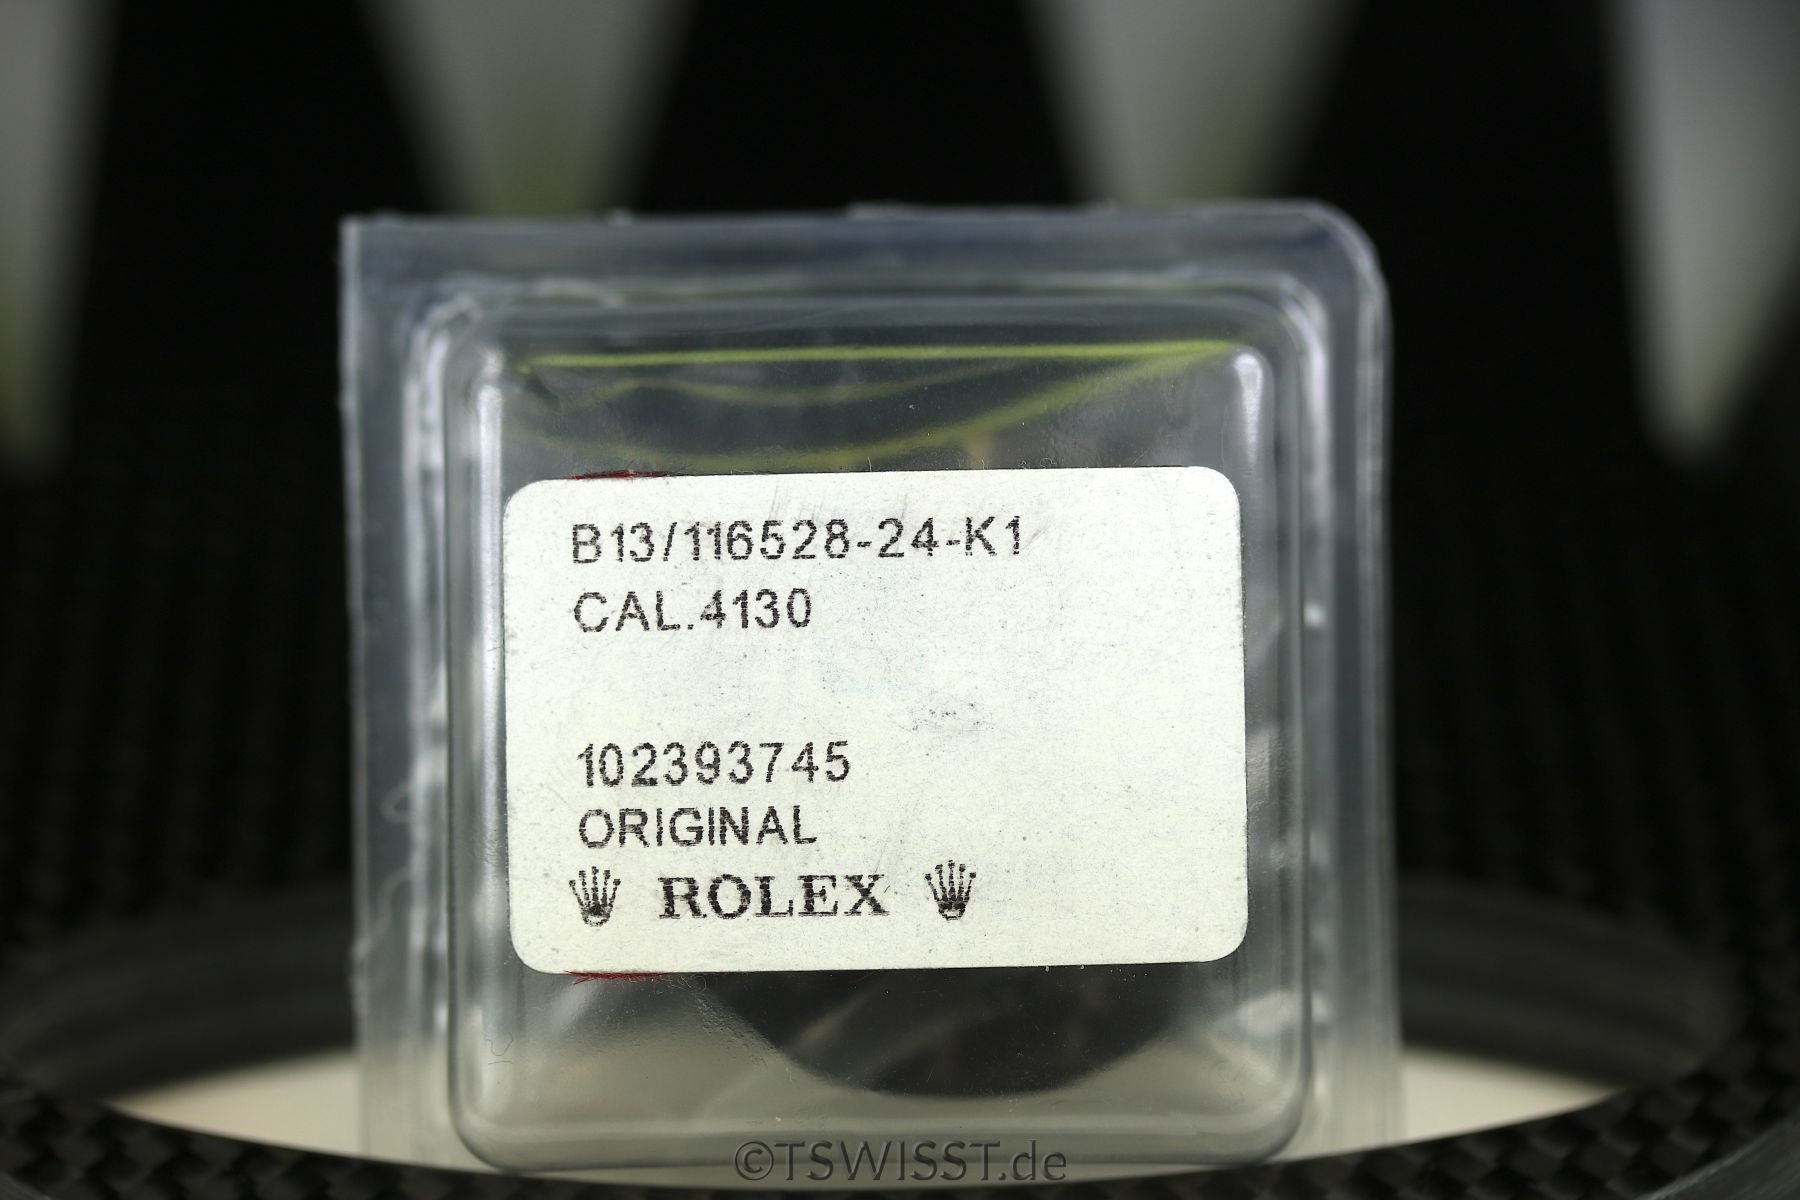 B13/116528-24-K1
CAL.4130
102393745
ORIGINAL
ROLEX
©TSWISST.de